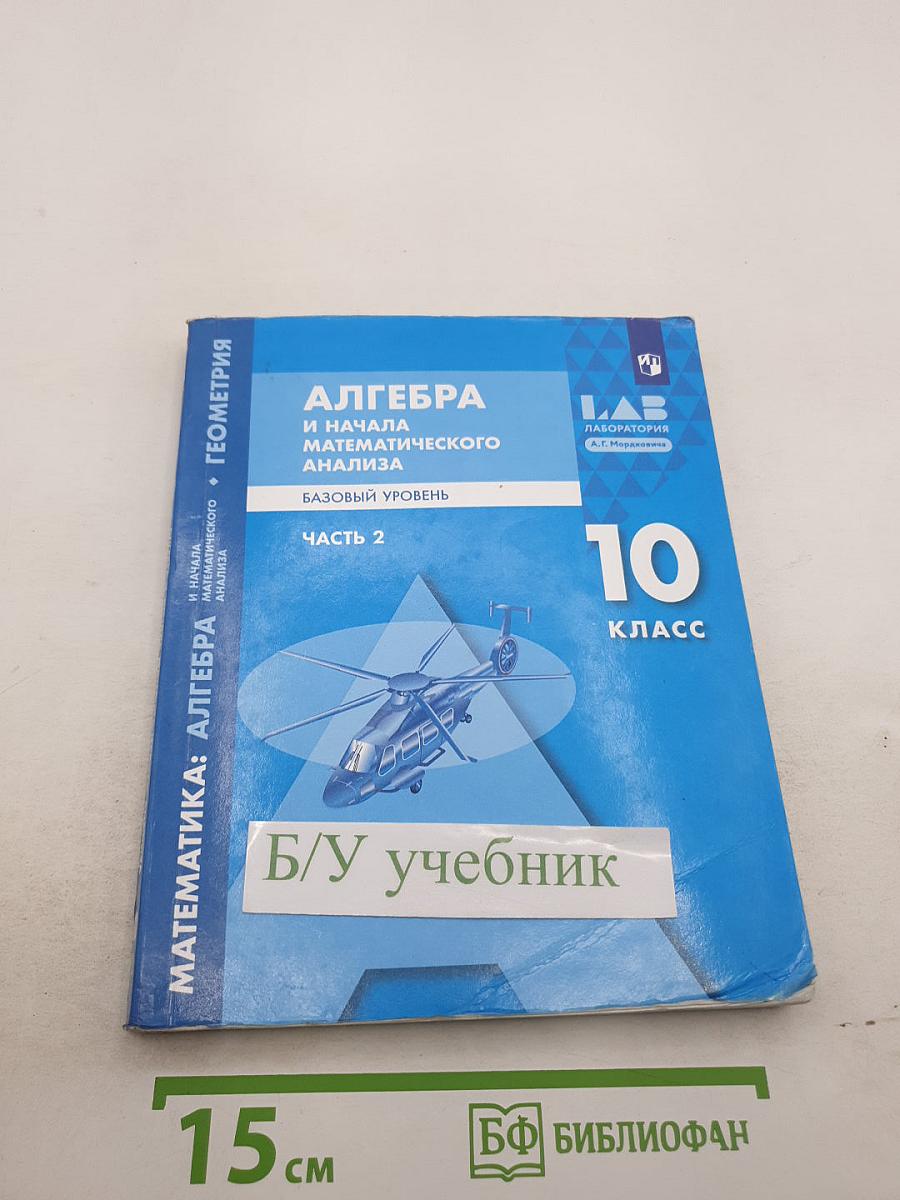 МАТЕМАТИКА: АЛГЕБРА И НАЧАЛА МАТЕМАТИЧЕСКОГО АНАЛИЗА • ГЕОМЕТРИЯ
АЛГЕБРА
И НАЧАЛА
МАТЕМАТИЧЕСКОГО
АНАЛИЗА
БАЗОВЫЙ УРОВЕНЬ
ЧАСТЬ 2
LAB
ЛАБОРАТОРИЯ
А.Г. Мордковича
10
КЛАСС
Б/У учебник
15 см
БФ БИБЛИОФАН